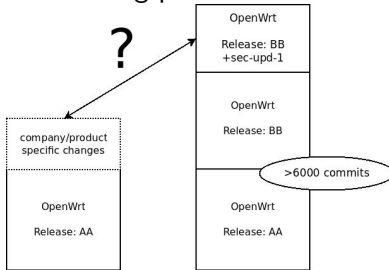 ?
OpenWrt
Release: BB
+sec-upd-1
OpenWrt
Release: BB
company/product
specific changes
>6000 commits
OpenWrt
Release: AA
OpenWrt
Release: AA